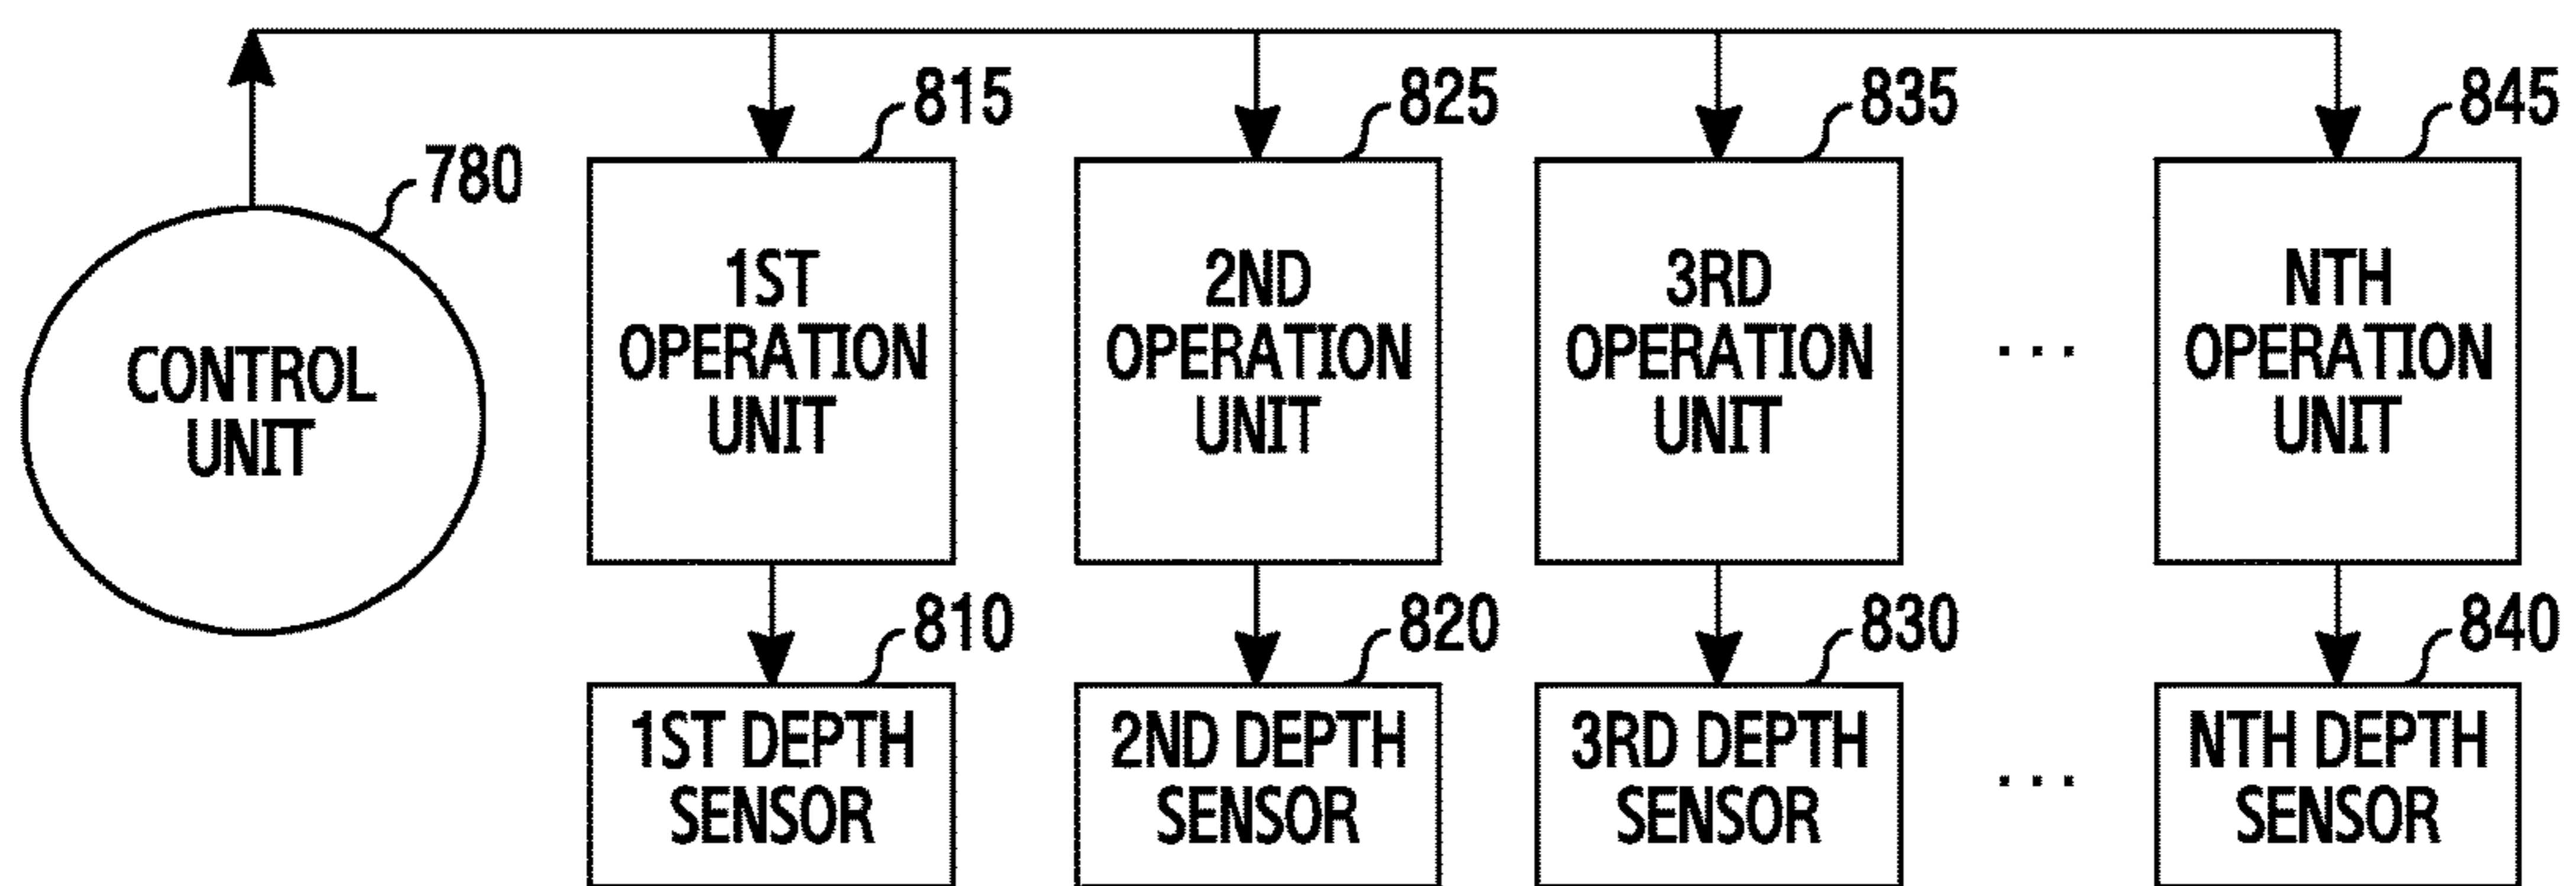 815
825
835
845
780
CONTROL
UNIT
1ST
OPERATION
UNIT
2ND
OPERATION
UNIT
3RD
OPERATION
UNIT
...
NTH
OPERATION
UNIT
810
820
830
840
1ST DEPTH
SENSOR
2ND DEPTH
SENSOR
3RD DEPTH
SENSOR
...
NTH DEPTH
SENSOR